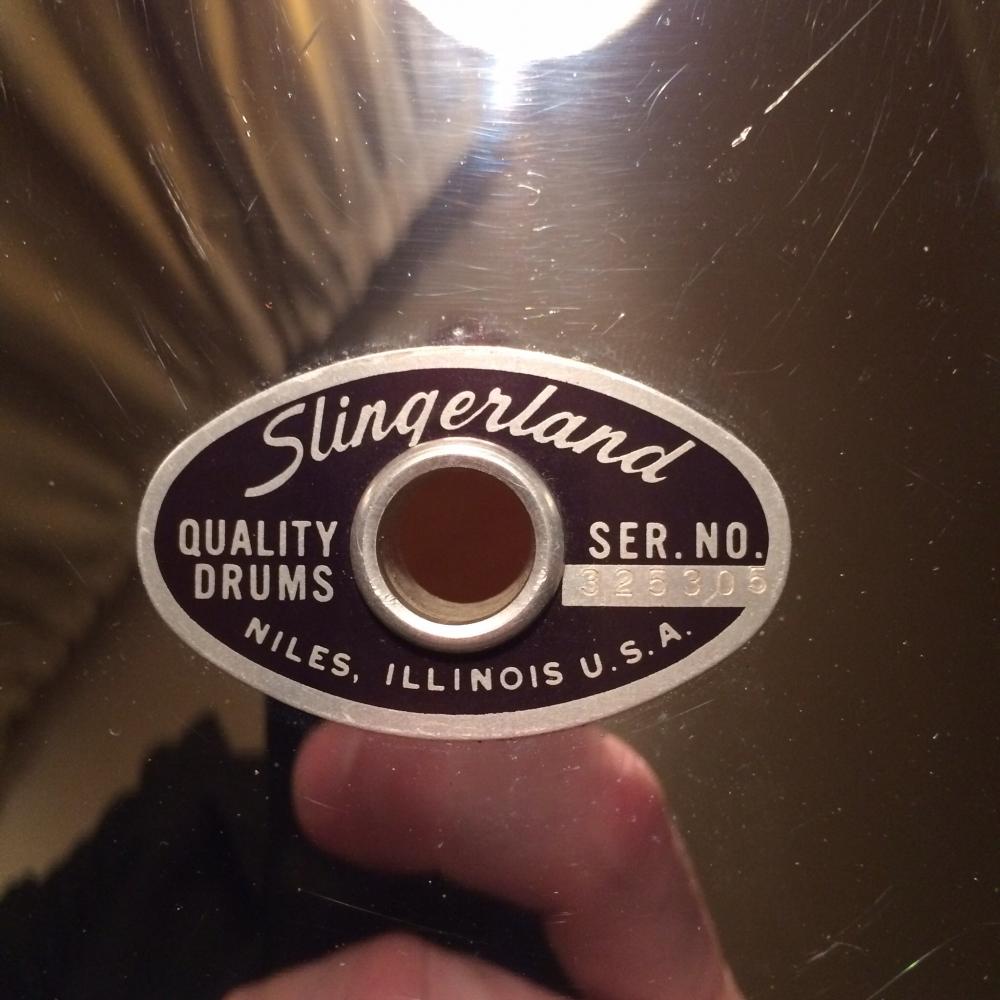 Slingerland
QUALITY
DRUMS
SER. NO.
325305
NILES, ILLINOIS U.S.A.